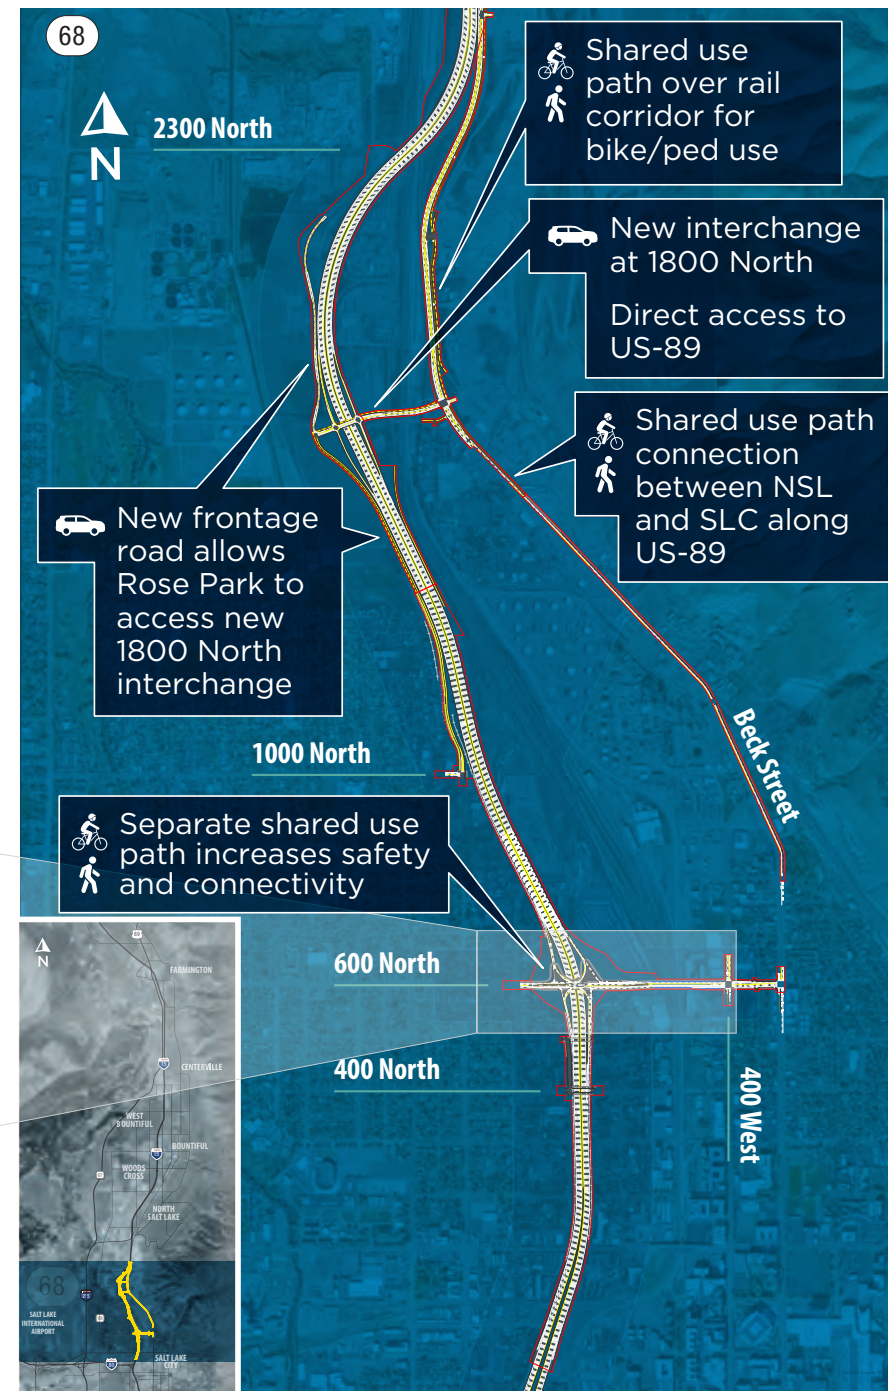 68
N
2300 North
Shared use
path over rail
corridor for
bike/ped use
New interchange
at 1800 North
Direct access to
US-89
Shared use path
connection
between NSL
and SLC along
US-89
New frontage
road allows
Rose Park to
access new
1800 North
interchange
Beck Street
1000 North
Separate shared use
path increases safety
and connectivity
600 North
400 North
400 West
N
FARMINGTON
CENTERVILLE
WEST
BOUNTIFUL
BOUNTIFUL
WOODS
CROSS
NORTH
SALT LAKE
68
SALT LAKE
INTERNATIONAL
AIRPORT
SALT LAKE
CITY